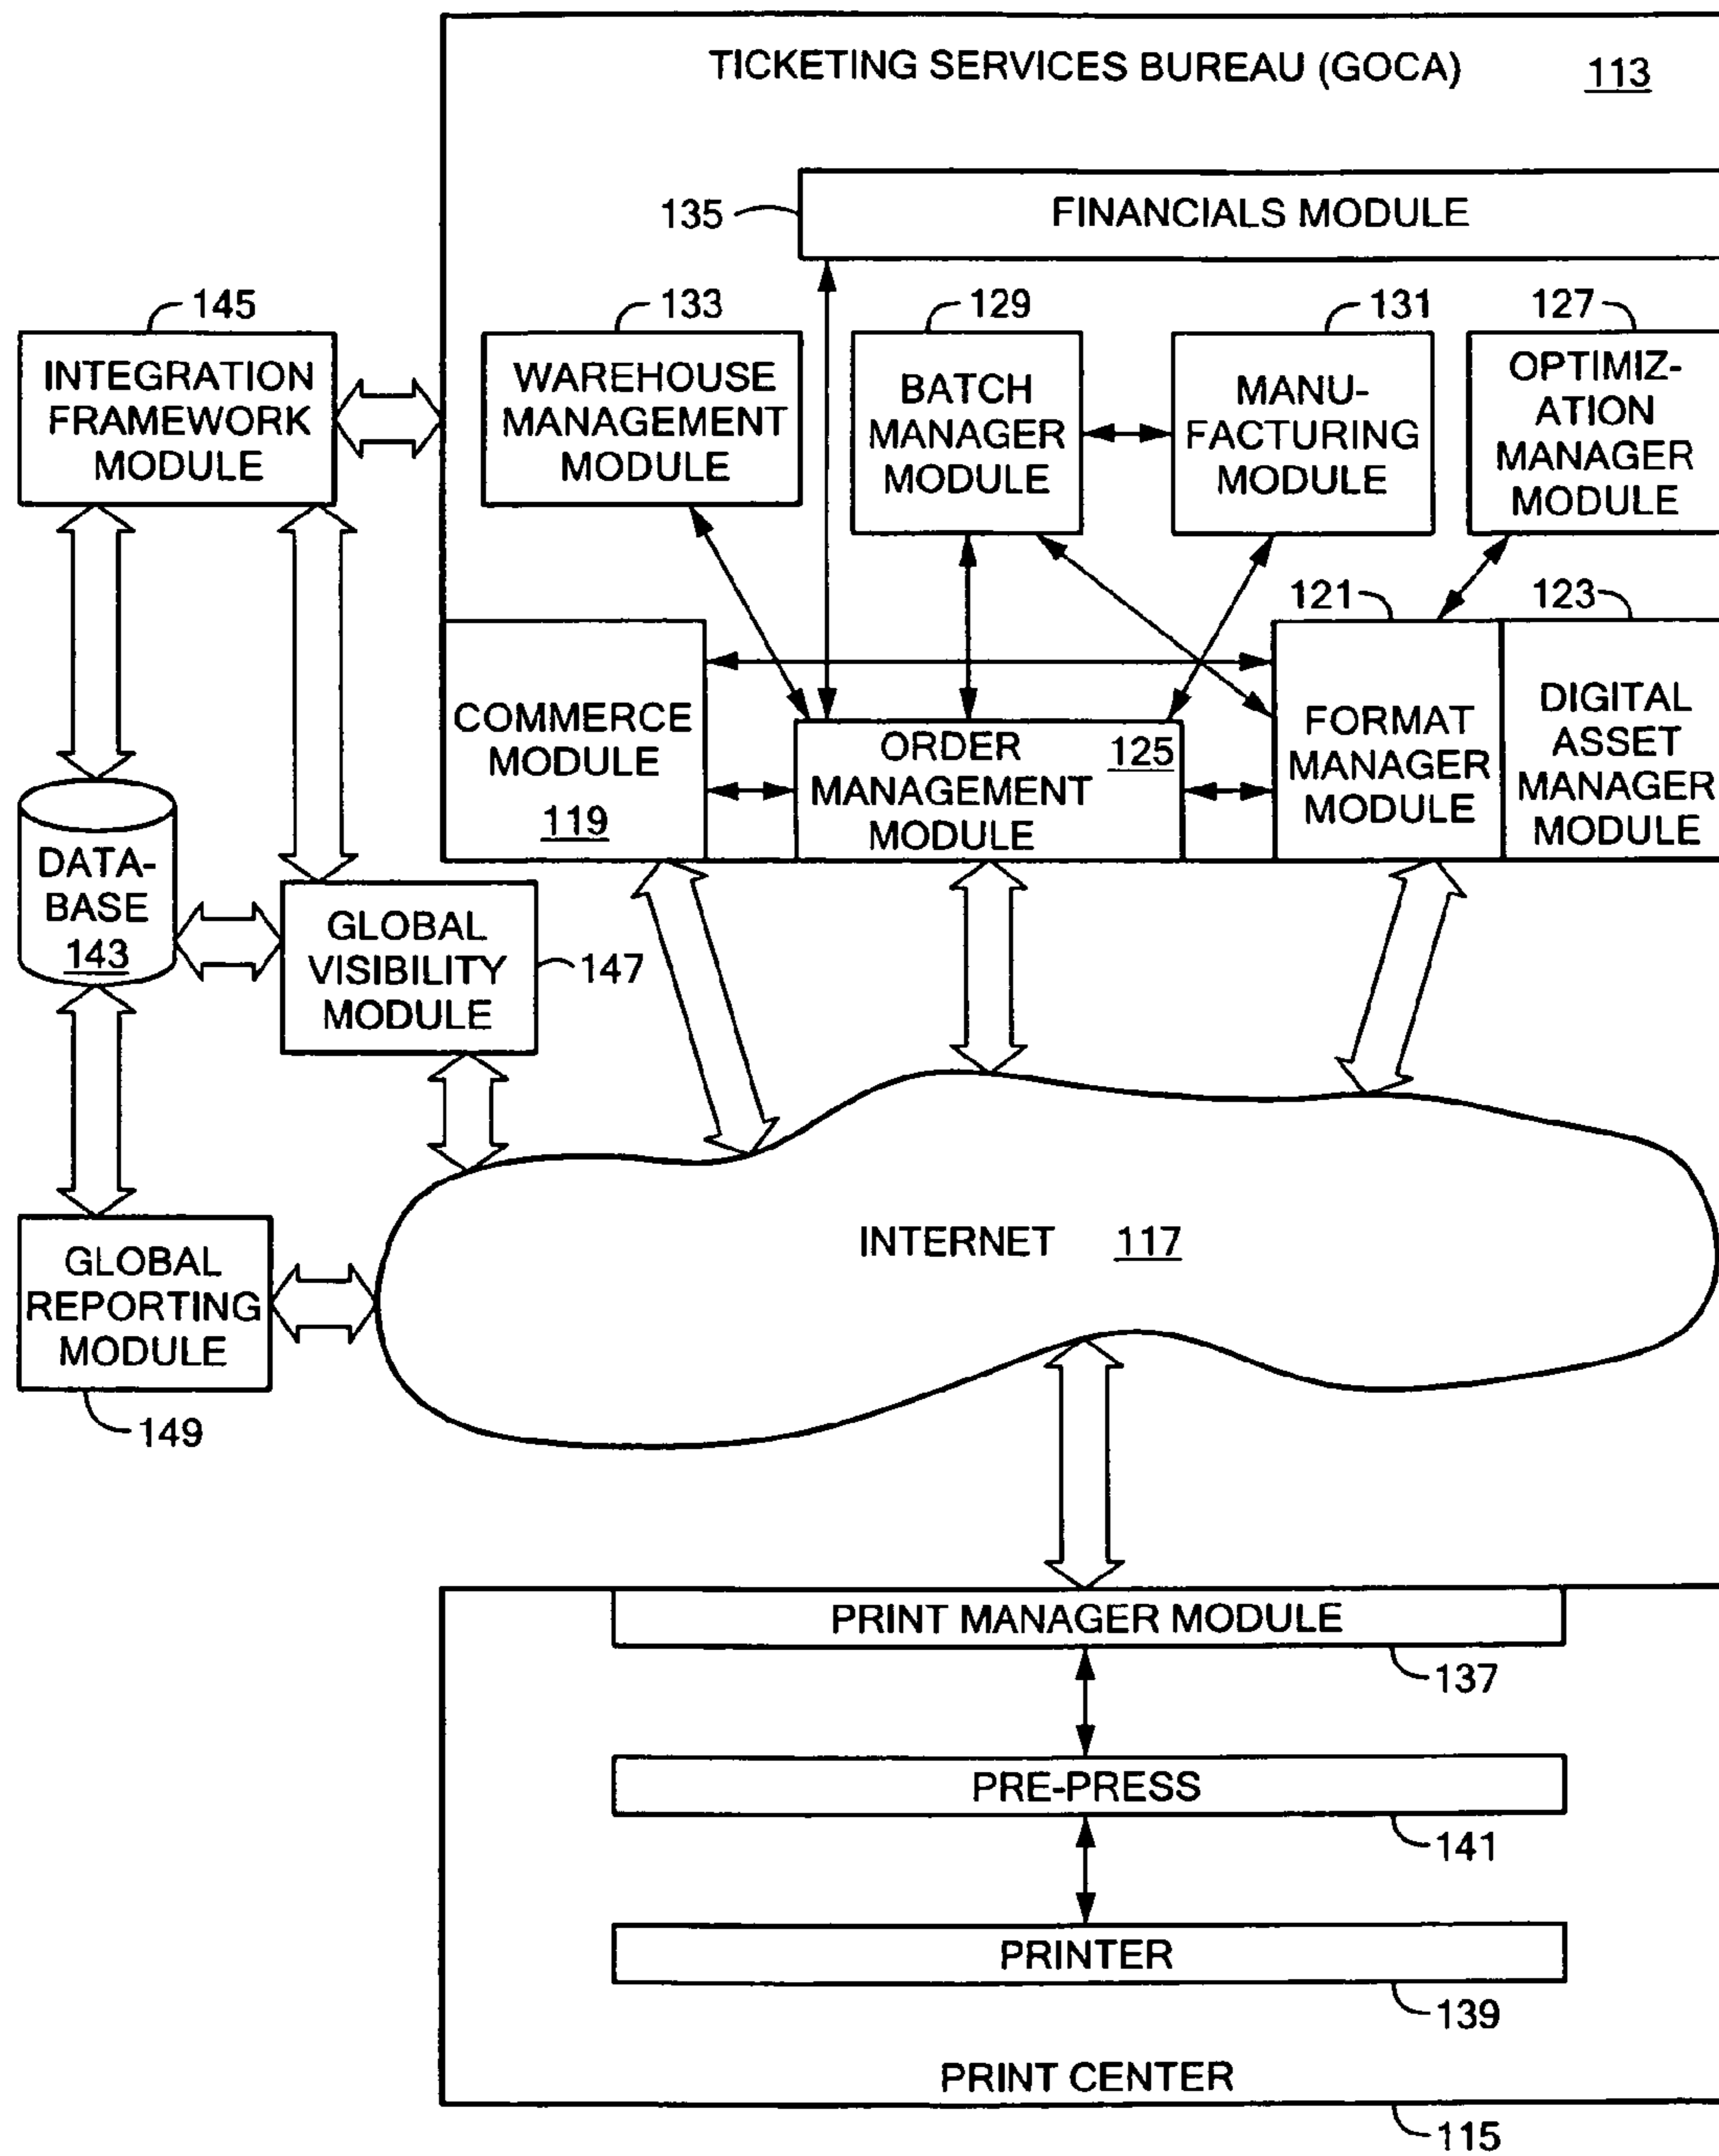 TICKETING SERVICES BUREAU (GOCA) 113
135 FINANCIALS MODULE
145
133
129
131
127
INTEGRATION
FRAMEWORK
MODULE
WAREHOUSE
MANAGEMENT
MODULE
BATCH
MANAGER
MODULE
MANU-
FACTURING
MODULE
OPTIMIZ-
ATION
MANAGER
MODULE
121
123
COMMERCE
MODULE
119
ORDER 125
MANAGEMENT
MODULE
FORMAT
MANAGER
MODULE
DIGITAL
ASSET
MANAGER
MODULE
DATA-
BASE
143
GLOBAL
VISIBILITY
MODULE
147
INTERNET 117
GLOBAL
REPORTING
MODULE
149
PRINT MANAGER MODULE
137
PRE-PRESS
141
PRINTER
139
PRINT CENTER
115